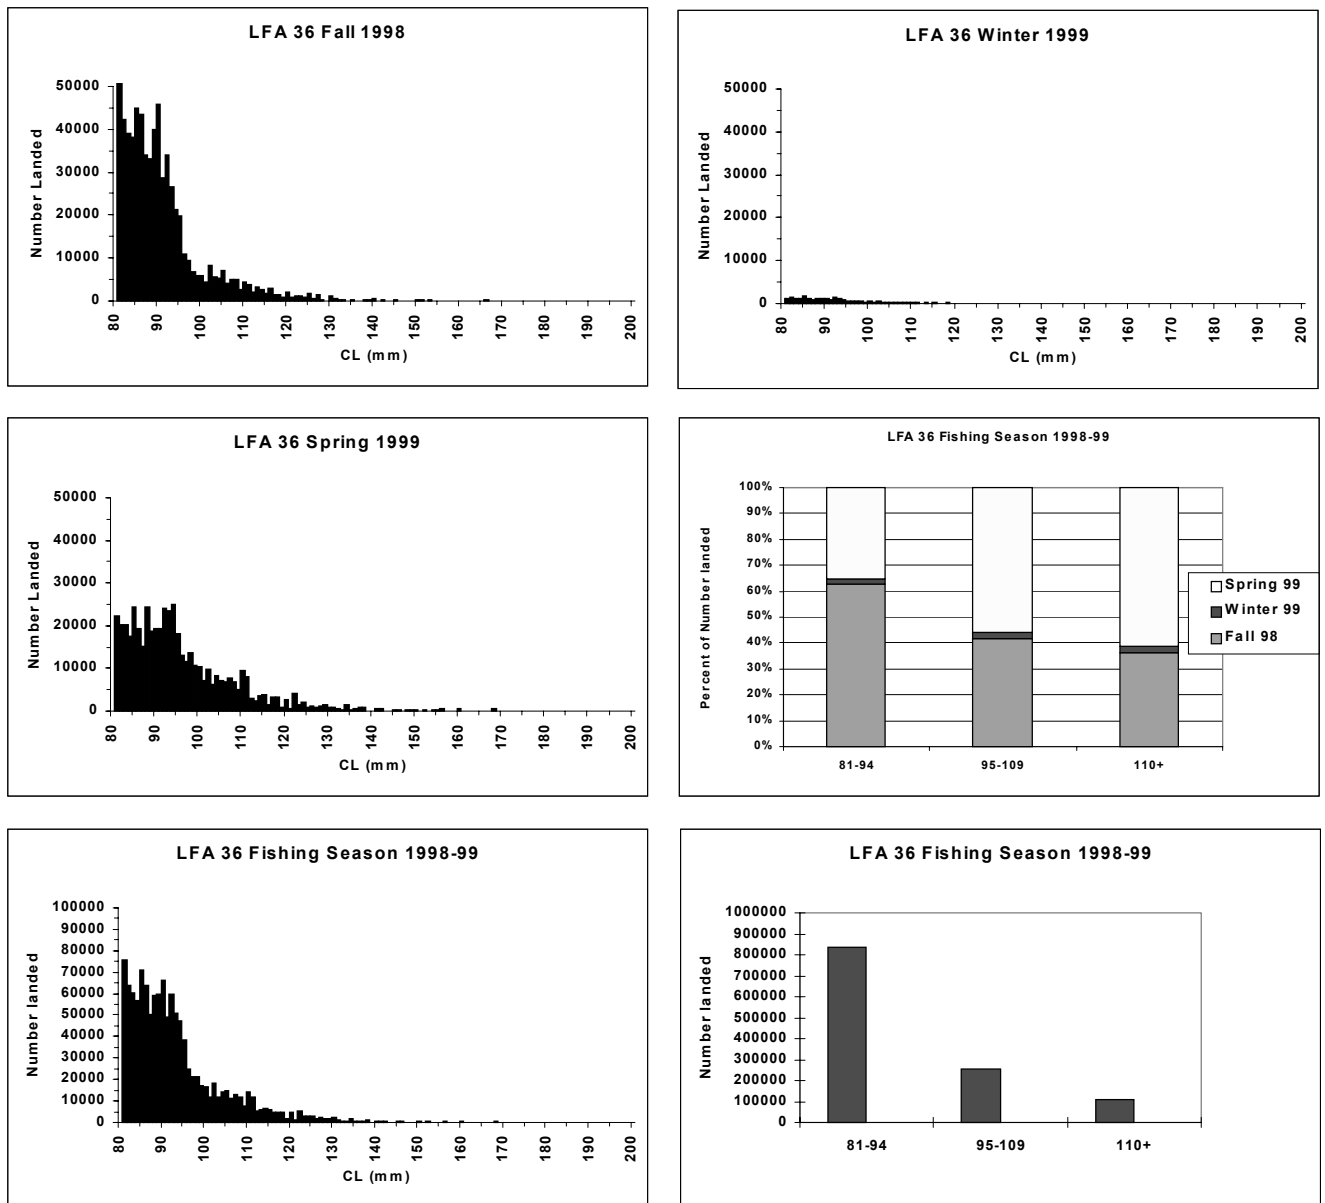 LFA 36 Fall 1998
Number Landed
50000
40000
30000
20000
10000
0
80 90 100 110 120 130 140 150 160 170 180 190 200
CL (mm)
LFA 36 Winter 1999
Number Landed
50000
40000
30000
20000
10000
0
80 90 100 110 120 130 140 150 160 170 180 190 200
CL (mm)
LFA 36 Spring 1999
Number Landed
50000
40000
30000
20000
10000
0
80 90 100 110 120 130 140 150 160 170 180 190 200
CL (mm)
LFA 36 Fishing Season 1998-99
Percent of Number landed
100%
90%
80%
70%
60%
50%
40%
30%
20%
10%
0%
81-94 95-109 110+
Spring 99
Winter 99
Fall 98
LFA 36 Fishing Season 1998-99
Number landed
100000
90000
80000
70000
60000
50000
40000
30000
20000
10000
0
80 90 100 110 120 130 140 150 160 170 180 190 200
CL (mm)
LFA 36 Fishing Season 1998-99
Number landed
1000000
900000
800000
700000
600000
500000
400000
300000
200000
100000
0
81-94 95-109 110+